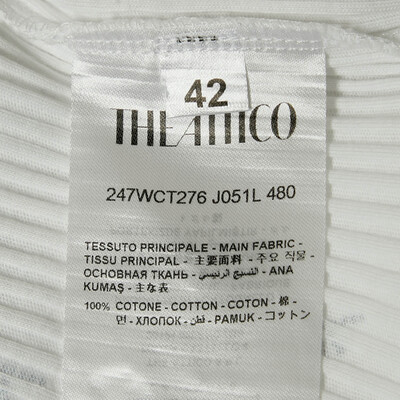 42
THE ATTICO
247WCT276 J051L 480
TESSUTO PRINCIPALE - MAIN FABRIC -
TISSU PRINCIPAL - 主要面料 - 주요 직물 -
ОСНОВНАЯ ТКАНЬ - النسيج الرئيسي - ANA
KUMAŞ - 主な表
100% COTONE - COTTON - COTON - 棉 -
면 - ХЛОПОК - قطن - PAMUK - コットン